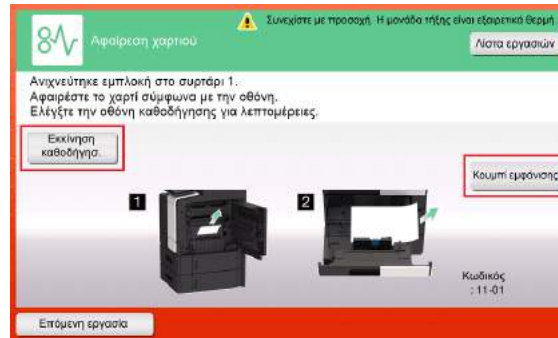 Συνεχίστε με προσοχή. Η μονάδα τήξης είναι εξαιρετικά θερμή.
Αφαίρεση χαρτιού
Λίστα εργασιών
Ανιχνεύτηκε εμπλοκή στο συρτάρι 1.
Αφαιρέστε το χαρτί σύμφωνα με την οθόνη.
Ελέγξτε την οθόνη καθοδήγησης για λεπτομέρειες.
Εκκίνηση
καθοδήγησ.
Κουμπί εμφάνισης
1
2
Κωδικός
: 11-01
Επόμενη εργασία